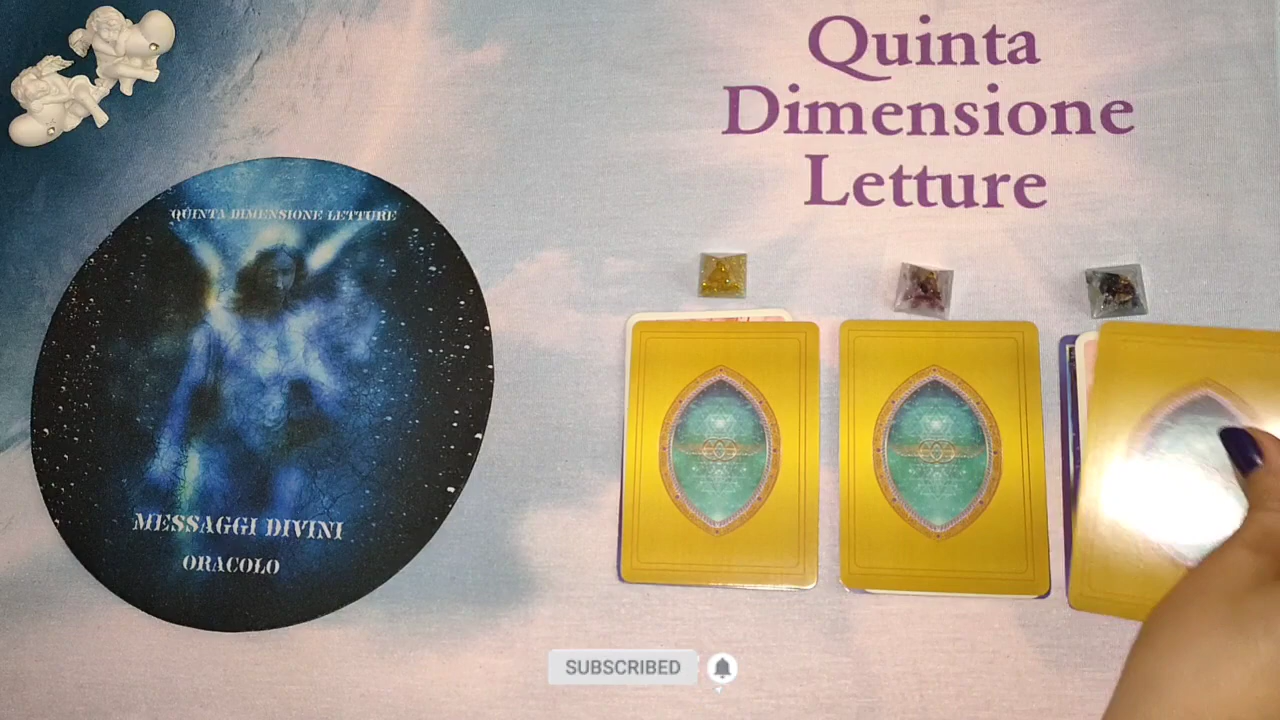 Quinta
Dimensione
Letture
QUINTA DIMENSIONE LETTURE
MESSAGGI DIVINI
ORACOLO
SUBSCRIBED